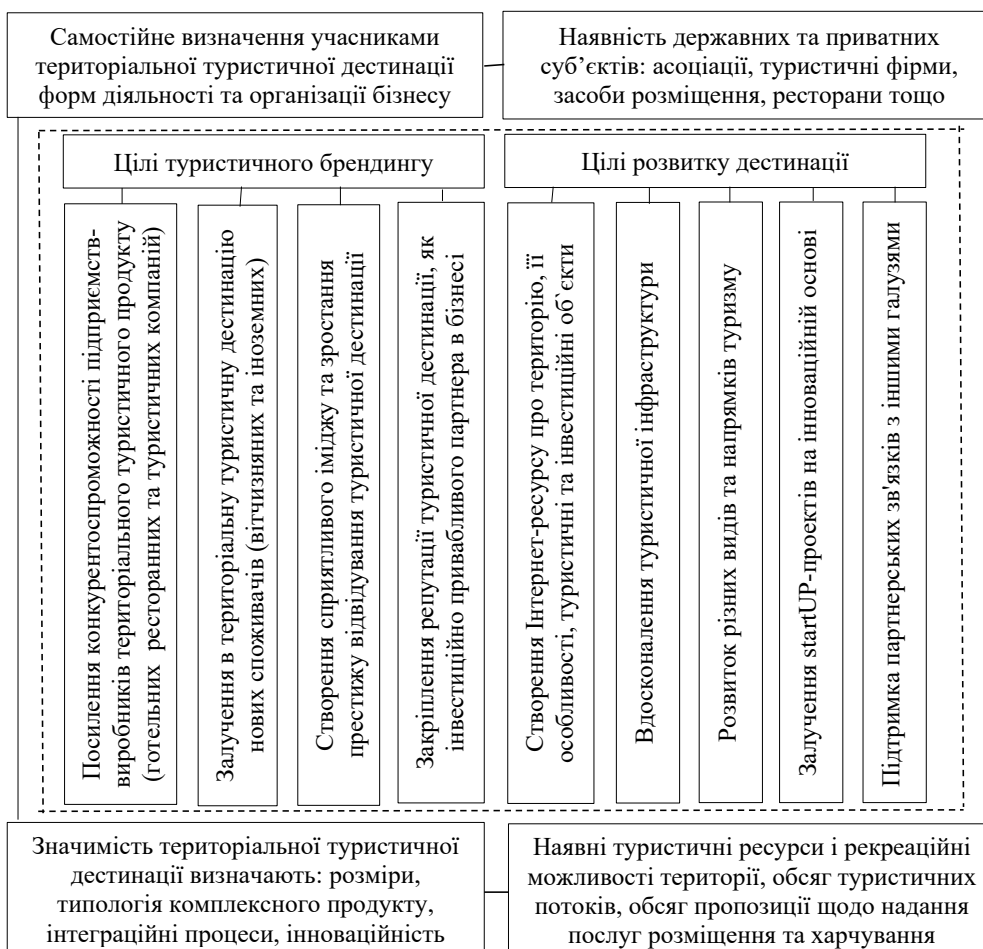 Самостійне визначення учасниками
територіальної туристичної дестинації
форм діяльності та організації бізнесу
Наявність державних та приватних
суб’єктів: асоціації, туристичні фірми,
засоби розміщення, ресторани тощо
Цілі туристичного брендингу
Цілі розвитку дестинації
Посилення конкурентоспроможності підприємств-
виробників територіального туристичного продукту
(готельних ресторанних та туристичних компаній)
Залучення в територіальну туристичну дестинацію
нових споживачів (вітчизняних та іноземних)
Створення сприятливого іміджу та зростання
престижу відвідування туристичної дестинації
Закріплення репутації туристичної дестинації, як
інвестиційно привабливого партнера в бізнесі
Створення Інтернет-ресурсу про територію, її
особливості, туристичні та інвестиційні об`єкти
Вдосконалення туристичної інфраструктури
Розвиток різних видів та напрямків туризму
Залучення startUP-проектів на інноваційній основі
Підтримка партнерських зв'язків з іншими галузями
Значимість територіальної туристичної
дестинації визначають: розміри,
типологія комплексного продукту,
інтеграційні процеси, інноваційність
Наявні туристичні ресурси і рекреаційні
можливості території, обсяг туристичних
потоків, обсяг пропозиції щодо надання
послуг розміщення та харчування